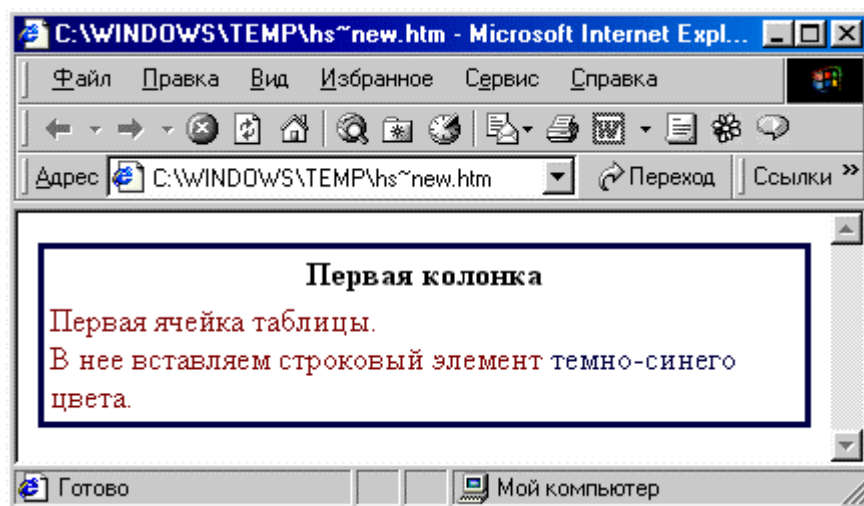 C:\WINDOWS\TEMP\hs~new.htm - Microsoft Internet Expl...
Файл Правка Вид Избранное Сервис Справка
Адрес C:\WINDOWS\TEMP\hs~new.htm Переход Ссылки »
Первая колонка
Первая ячейка таблицы.
В нее вставляем строковый элемент темно-синего
цвета.
Готово Мой компьютер